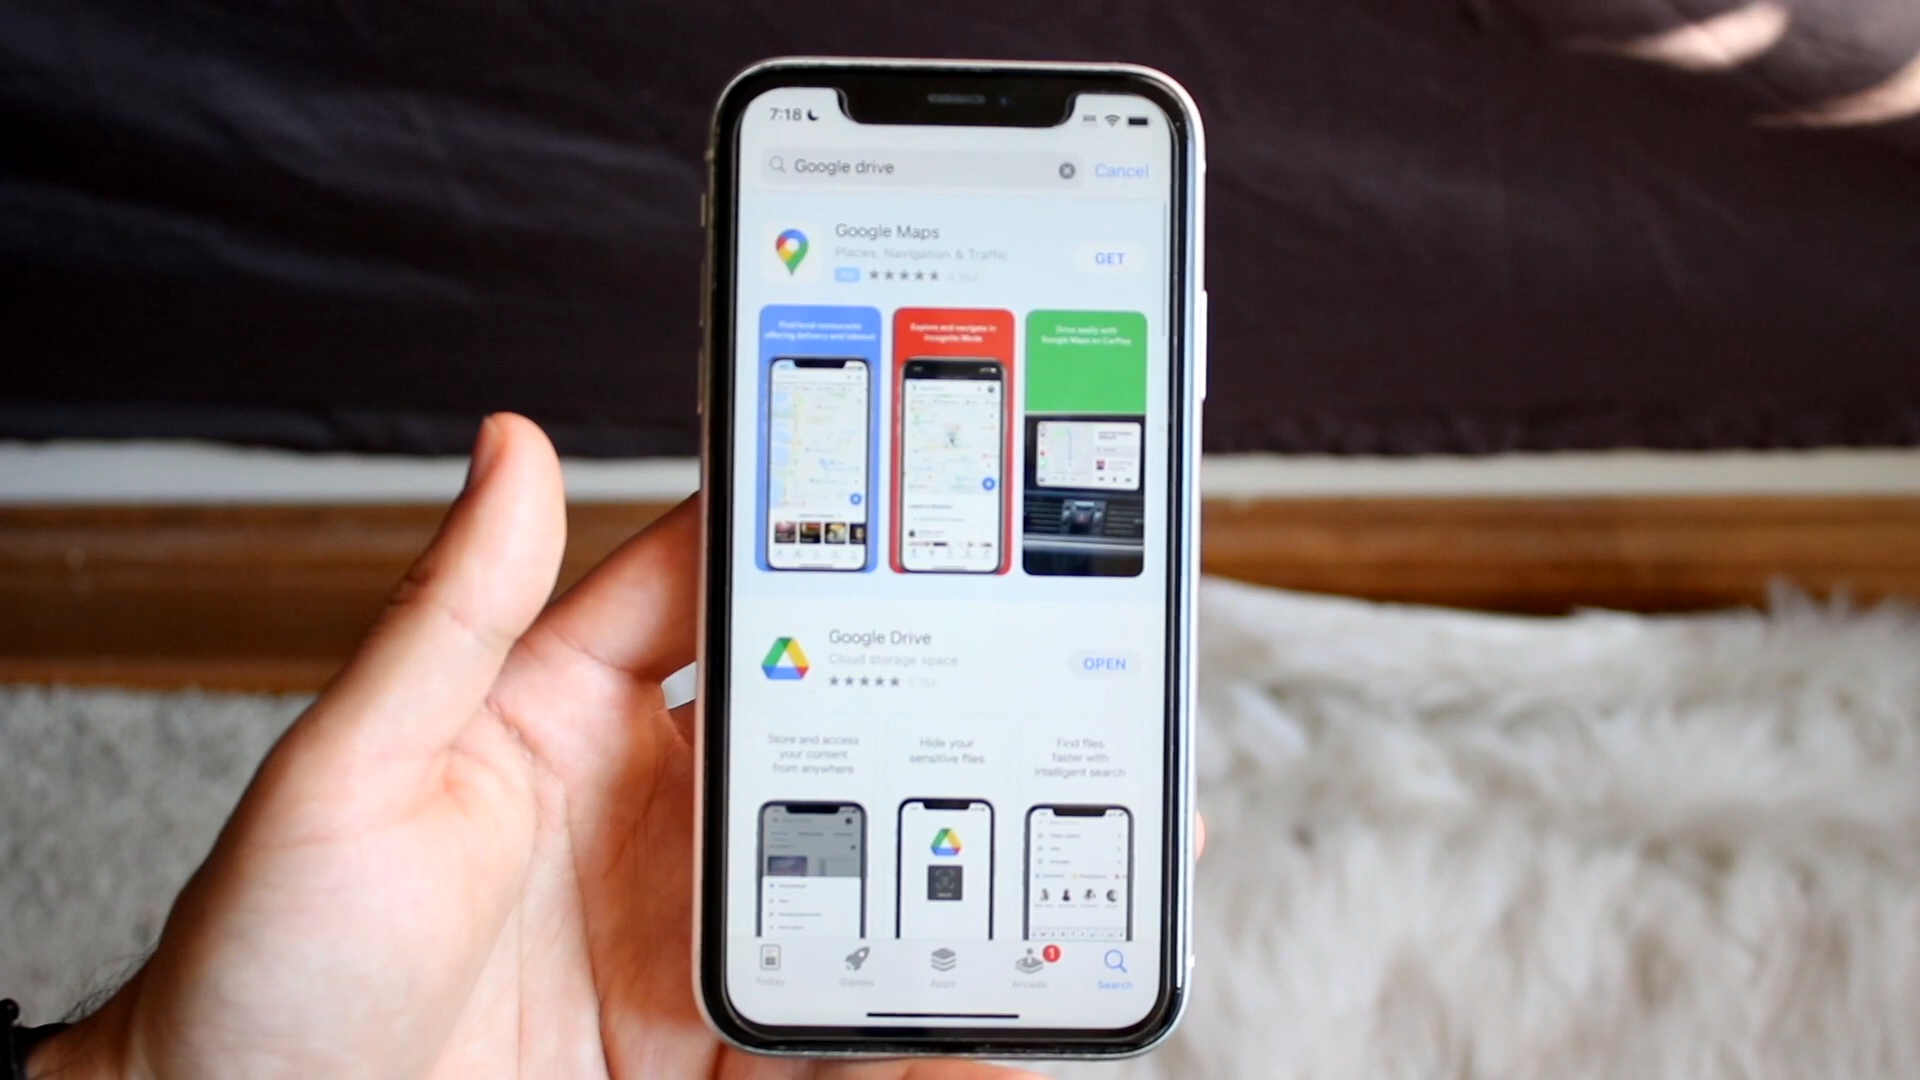 7:18
Google drive
Cancel
Google Maps
Places, Navigation & Traffic
GET
Find local restaurants
offering delivery and takeout
Explore and navigate in
Incognito Mode
Drive easily with
Google Maps on CarPlay
Google Drive
Cloud storage space
OPEN
Store and access
your content
from anywhere
Hide your
sensitive files
Find files
faster with
intelligent search
Today
Games
Apps
Arcade
1
Search